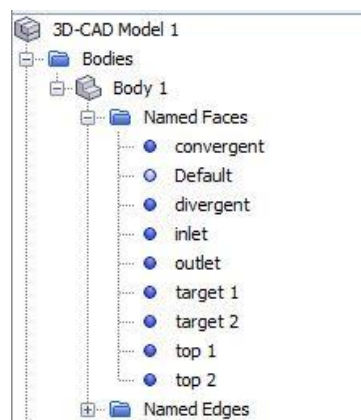 3D-CAD Model 1
Bodies
Body 1
Named Faces
convergent
Default
divergent
inlet
outlet
target 1
target 2
top 1
top 2
Named Edges